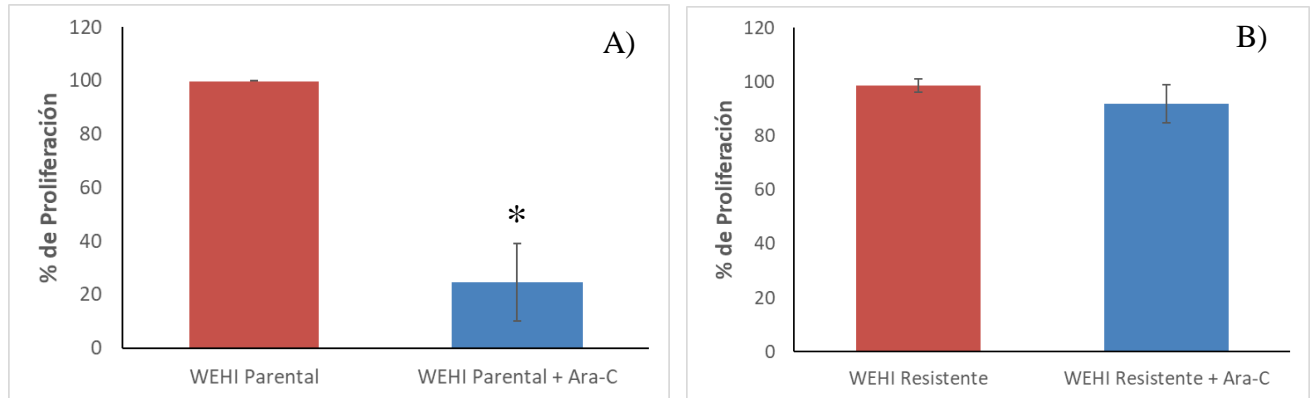 A)
% de Proliferación
120
100
80
60
40
20
0
*
WEHI Parental
WEHI Parental + Ara-C
B)
% de Proliferación
120
100
80
60
40
20
0
WEHI Resistente
WEHI Resistente + Ara-C